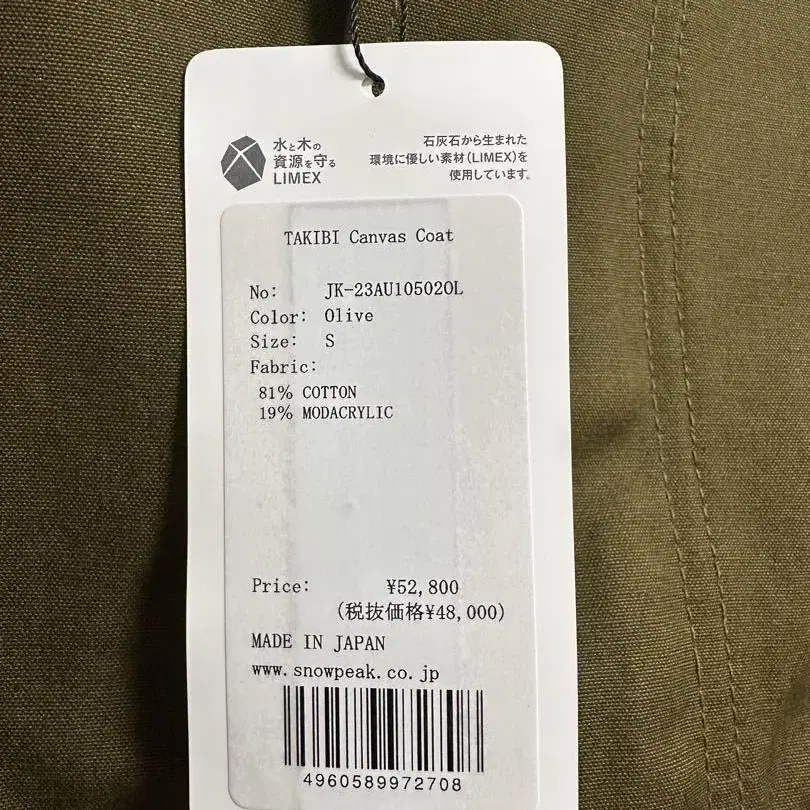 水と木の
資源を守る
LIMEX
石灰石から生まれた
環境に優しい素材(LIMEX)を
使用しています。
TAKIBI Canvas Coat
No: JK-23AU10502OL
Color: Olive
Size: S
Fabric:
81% COTTON
19% MODACRYLIC
Price: ¥52,800
(税抜価格¥48,000)
MADE IN JAPAN
www.snowpeak.co.jp
4960589972708